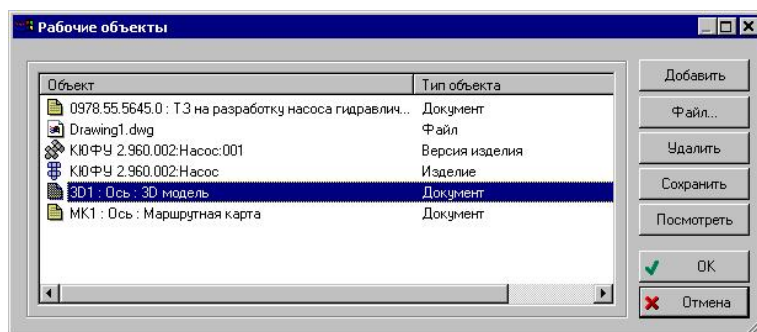 Рабочие объекты
Объект Тип объекта
0978.55.5645.0 : ТЗ на разработку насоса гидравлич... Документ
Drawing1.dwg Файл
КЮФУ 2.960.002:Насос:001 Версия изделия
КЮФУ 2.960.002:Насос Изделие
3D1 : Ось : 3D модель Документ
МК1 : Ось : Маршрутная карта Документ
Добавить
Файл...
Удалить
Сохранить
Посмотреть
OK
Отмена